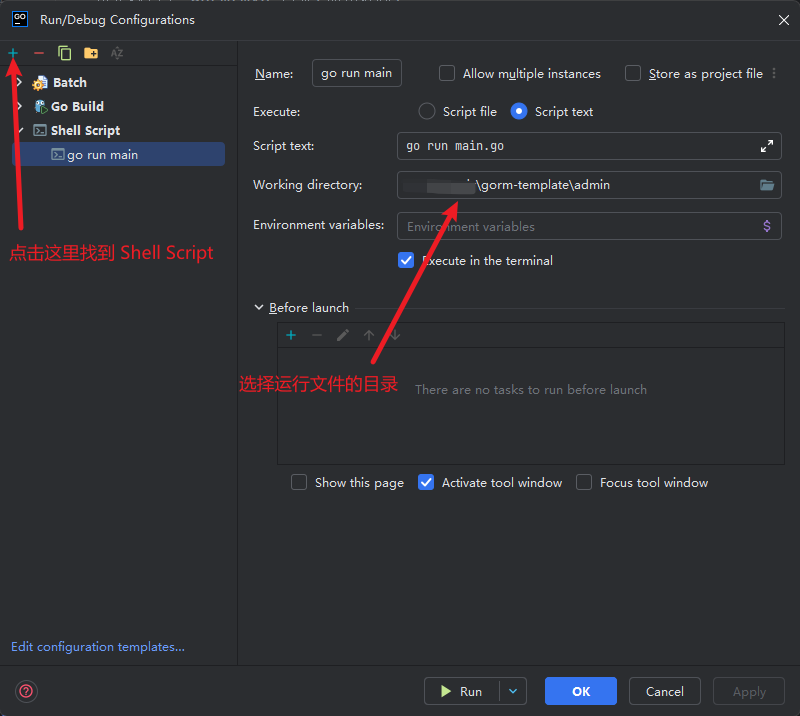 GO
Run/Debug Configurations
Batch
Go Build
Shell Script
go run main
点击这里找到 Shell Script
Edit configuration templates...
Name:
go run main
Allow multiple instances
Store as project file
Execute:
Script file
Script text
Script text:
go run main.go
Working directory:
\gorm-template\admin
Environment variables:
Environment variables
$
Execute in the terminal
Before launch
选择运行文件的目录
There are no tasks to run before launch
Show this page
Activate tool window
Focus tool window
?
Run
OK
Cancel
Apply